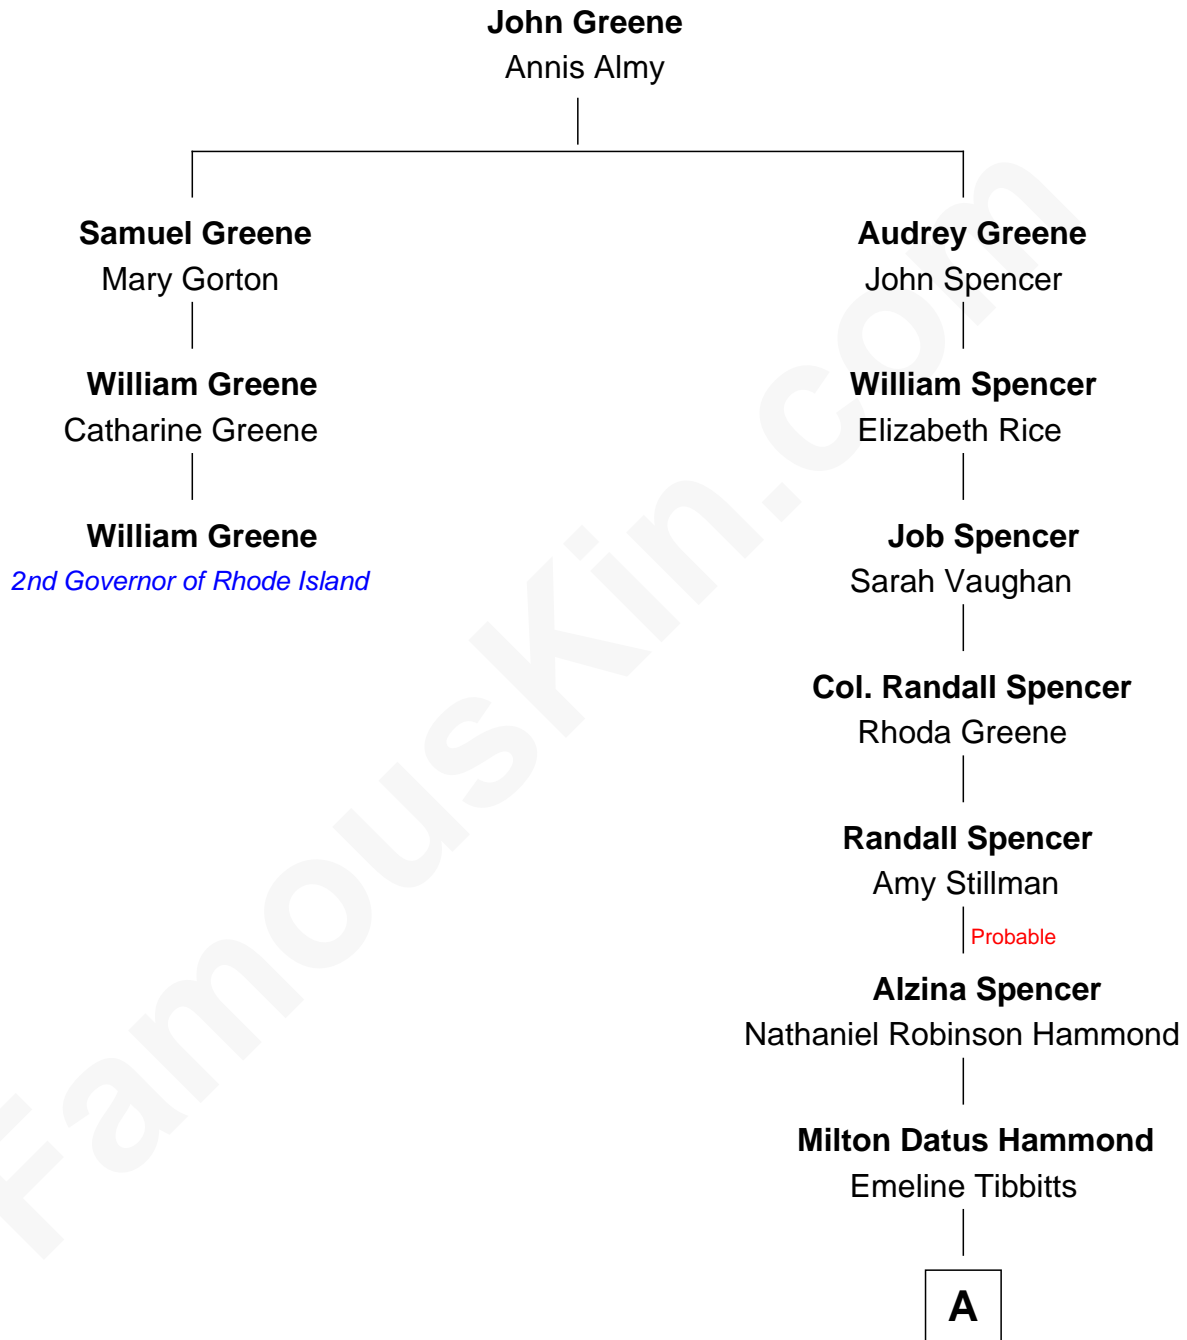 John Greene
Annis Almy
Samuel Greene
Mary Gorton
William Greene
Catharine Greene
William Greene
2nd Governor of Rhode Island
Audrey Greene
John Spencer
William Spencer
Elizabeth Rice
Job Spencer
Sarah Vaughan
Col. Randall Spencer
Rhoda Greene
Randall Spencer
Amy Stillman
Probable
Alzina Spencer
Nathaniel Robinson Hammond
Milton Datus Hammond
Emeline Tibbitts
A
FamousKin.com